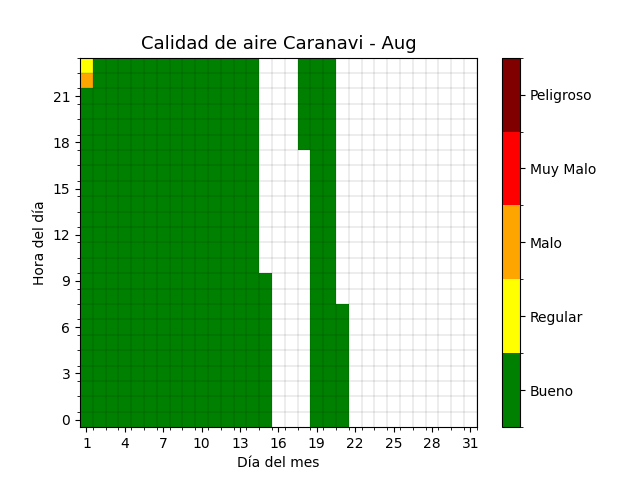 Calidad de aire Caranavi - Aug
Hora del día
21
18
15
12
9
6
3
0
1 4 7 10 13 16 19 22 25 28 31
Día del mes
Peligroso
Muy Malo
Malo
Regular
Bueno